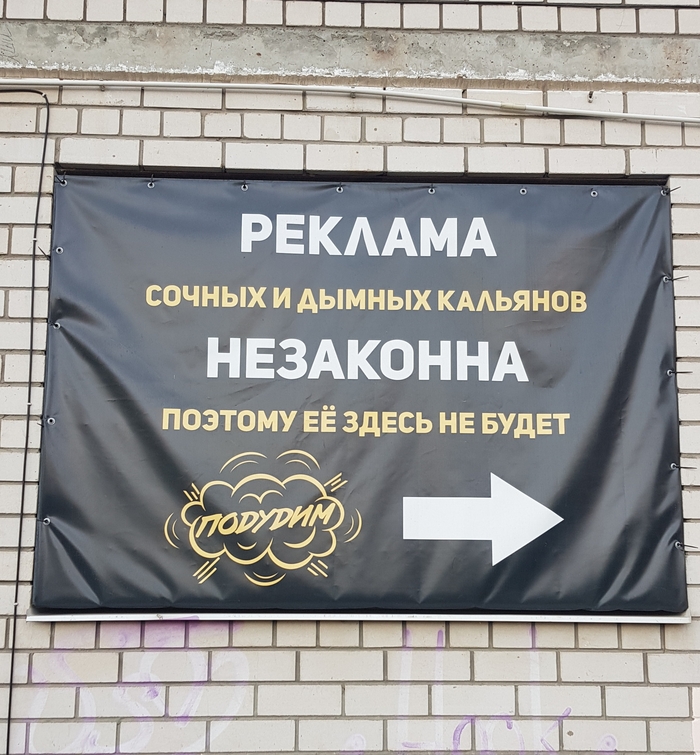 РЕКЛАМА
СОЧНЫХ И ДЫМНЫХ КАЛЬЯНОВ
НЕЗАКОННА
ПОЭТОМУ ЕЁ ЗДЕСЬ НЕ БУДЕТ
ПОДУДИМ